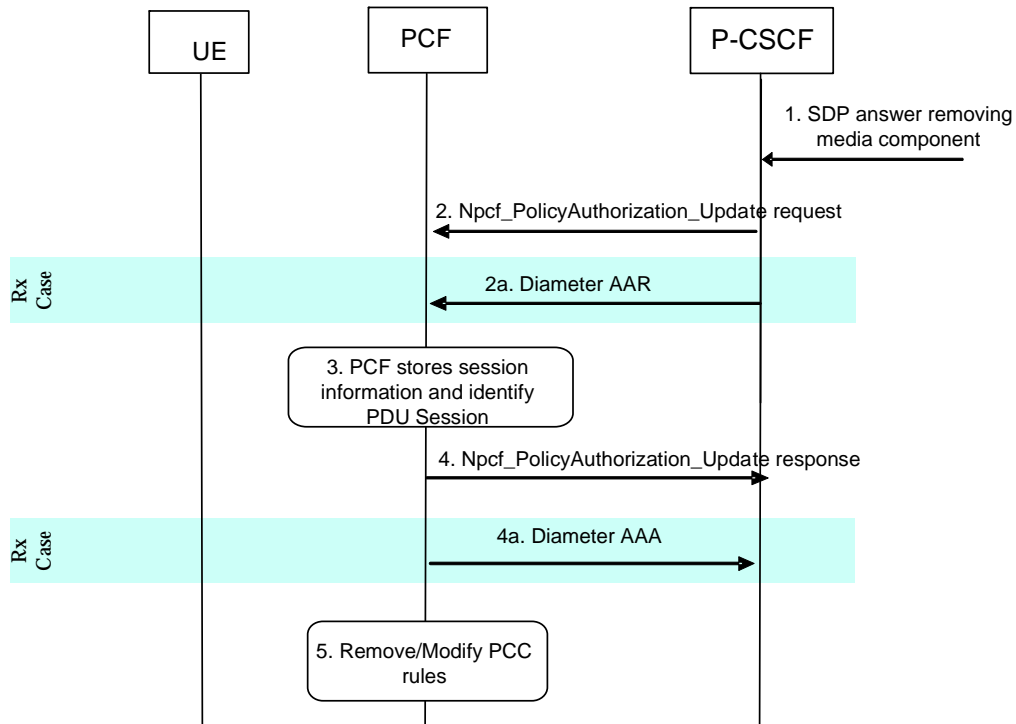 UE
PCF
P-CSCF
1. SDP answer removing
media component
2. Npcf_PolicyAuthorization_Update request
Rx
Case
2a. Diameter AAR
3. PCF stores session
information and identify
PDU Session
4. Npcf_PolicyAuthorization_Update response
Rx
Case
4a. Diameter AAA
5. Remove/Modify PCC
rules